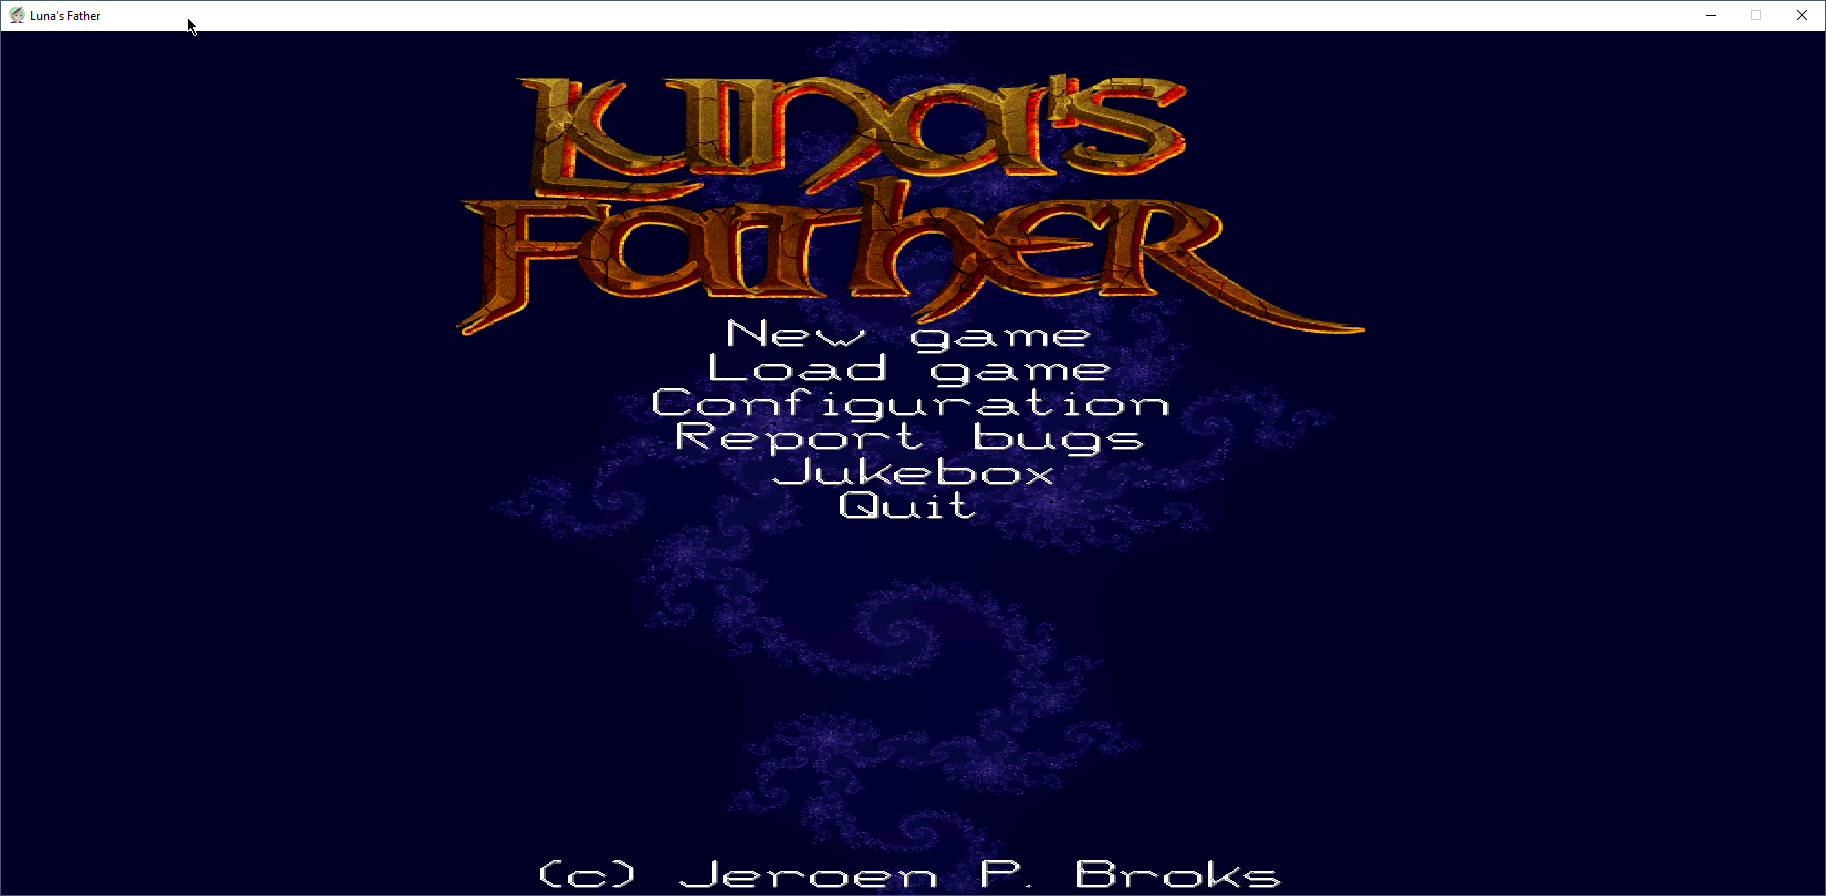 Luna's Father
Luna's
Father
New game
Load game
Configuration
Report bugs
Jukebox
Quit
(c) Jeroen P. Broks